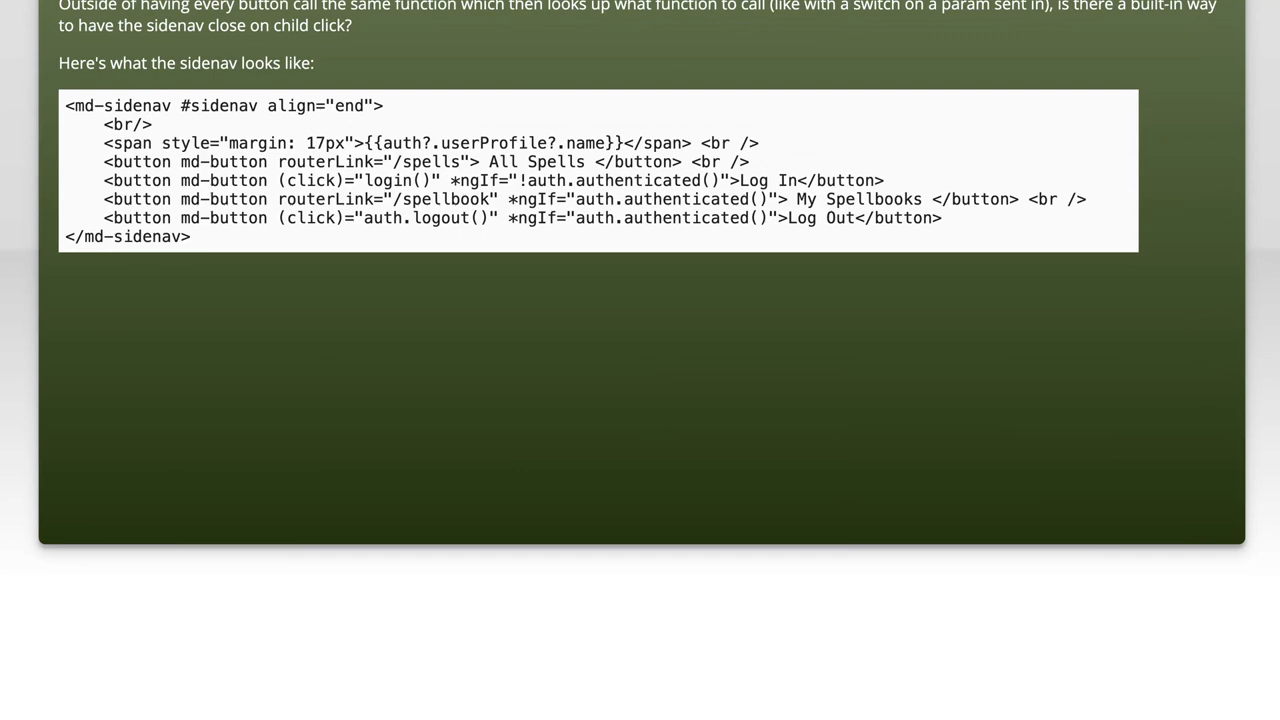 Outside of having every button call the same function which then looks up what function to call (like with a switch on a param sent in), is there a built-in way
to have the sidenav close on child click?
Here's what the sidenav looks like:
<md-sidenav #sidenav align="end">
    <br/>
    <span style="margin: 17px">{{auth?.userProfile?.name}}</span> <br />
    <button md-button routerLink="/spells"> All Spells </button> <br />
    <button md-button (click)="login()" *ngIf="!auth.authenticated()">Log In</button>
    <button md-button routerLink="/spellbook" *ngIf="auth.authenticated()"> My Spellbooks </button> <br />
    <button md-button (click)="auth.logout()" *ngIf="auth.authenticated()">Log Out</button>
</md-sidenav>